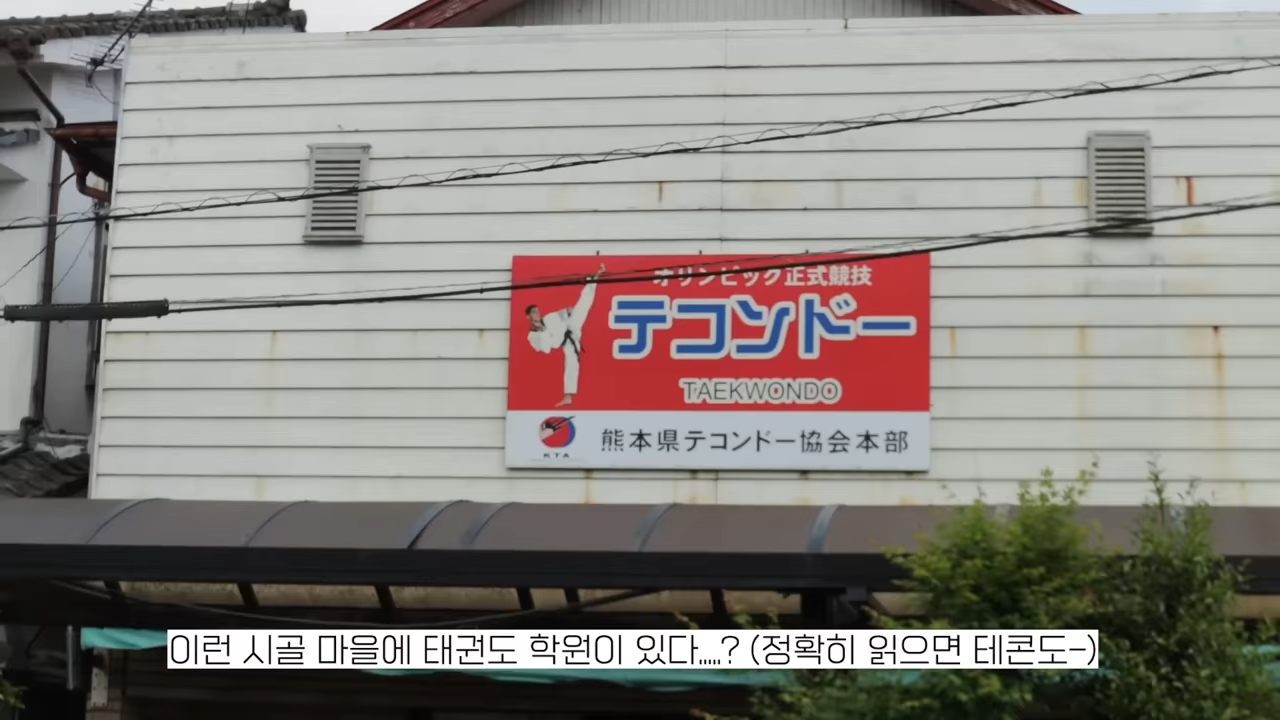 オリンピック正式競技
テコンドー
TAEKWONDO
KTA
熊本県テコンドー協会本部
이런 시골 마을에 태권도 학원이 있다.....? (정확히 읽으면 테콘도-)